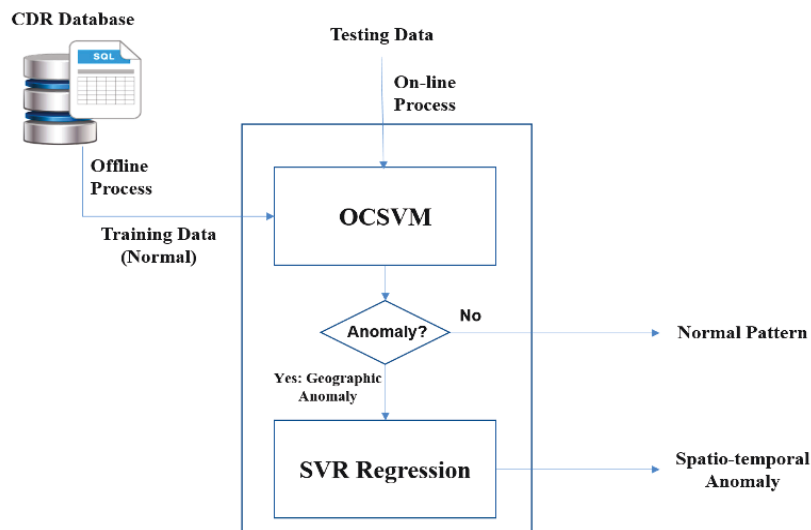 CDR Database
SQL
Testing Data
On-line
Process
Offline
Process
Training Data
(Normal)
OCSVM
Anomaly?
No
Normal Pattern
Yes: Geographic
Anomaly
SVR Regression
Spatio-temporal
Anomaly